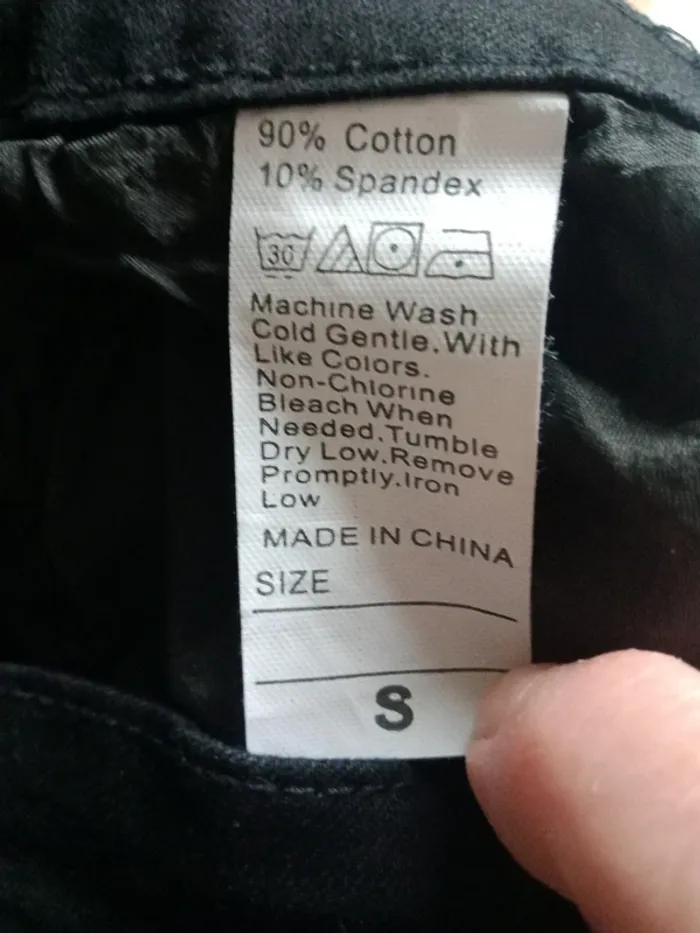 90% Cotton
10% Spandex
30
Machine Wash
Cold Gentle.With
Like Colors.
Non-Chlorine
Bleach When
Needed.Tumble
Dry Low.Remove
Promptly.Iron
Low
MADE IN CHINA
SIZE
S